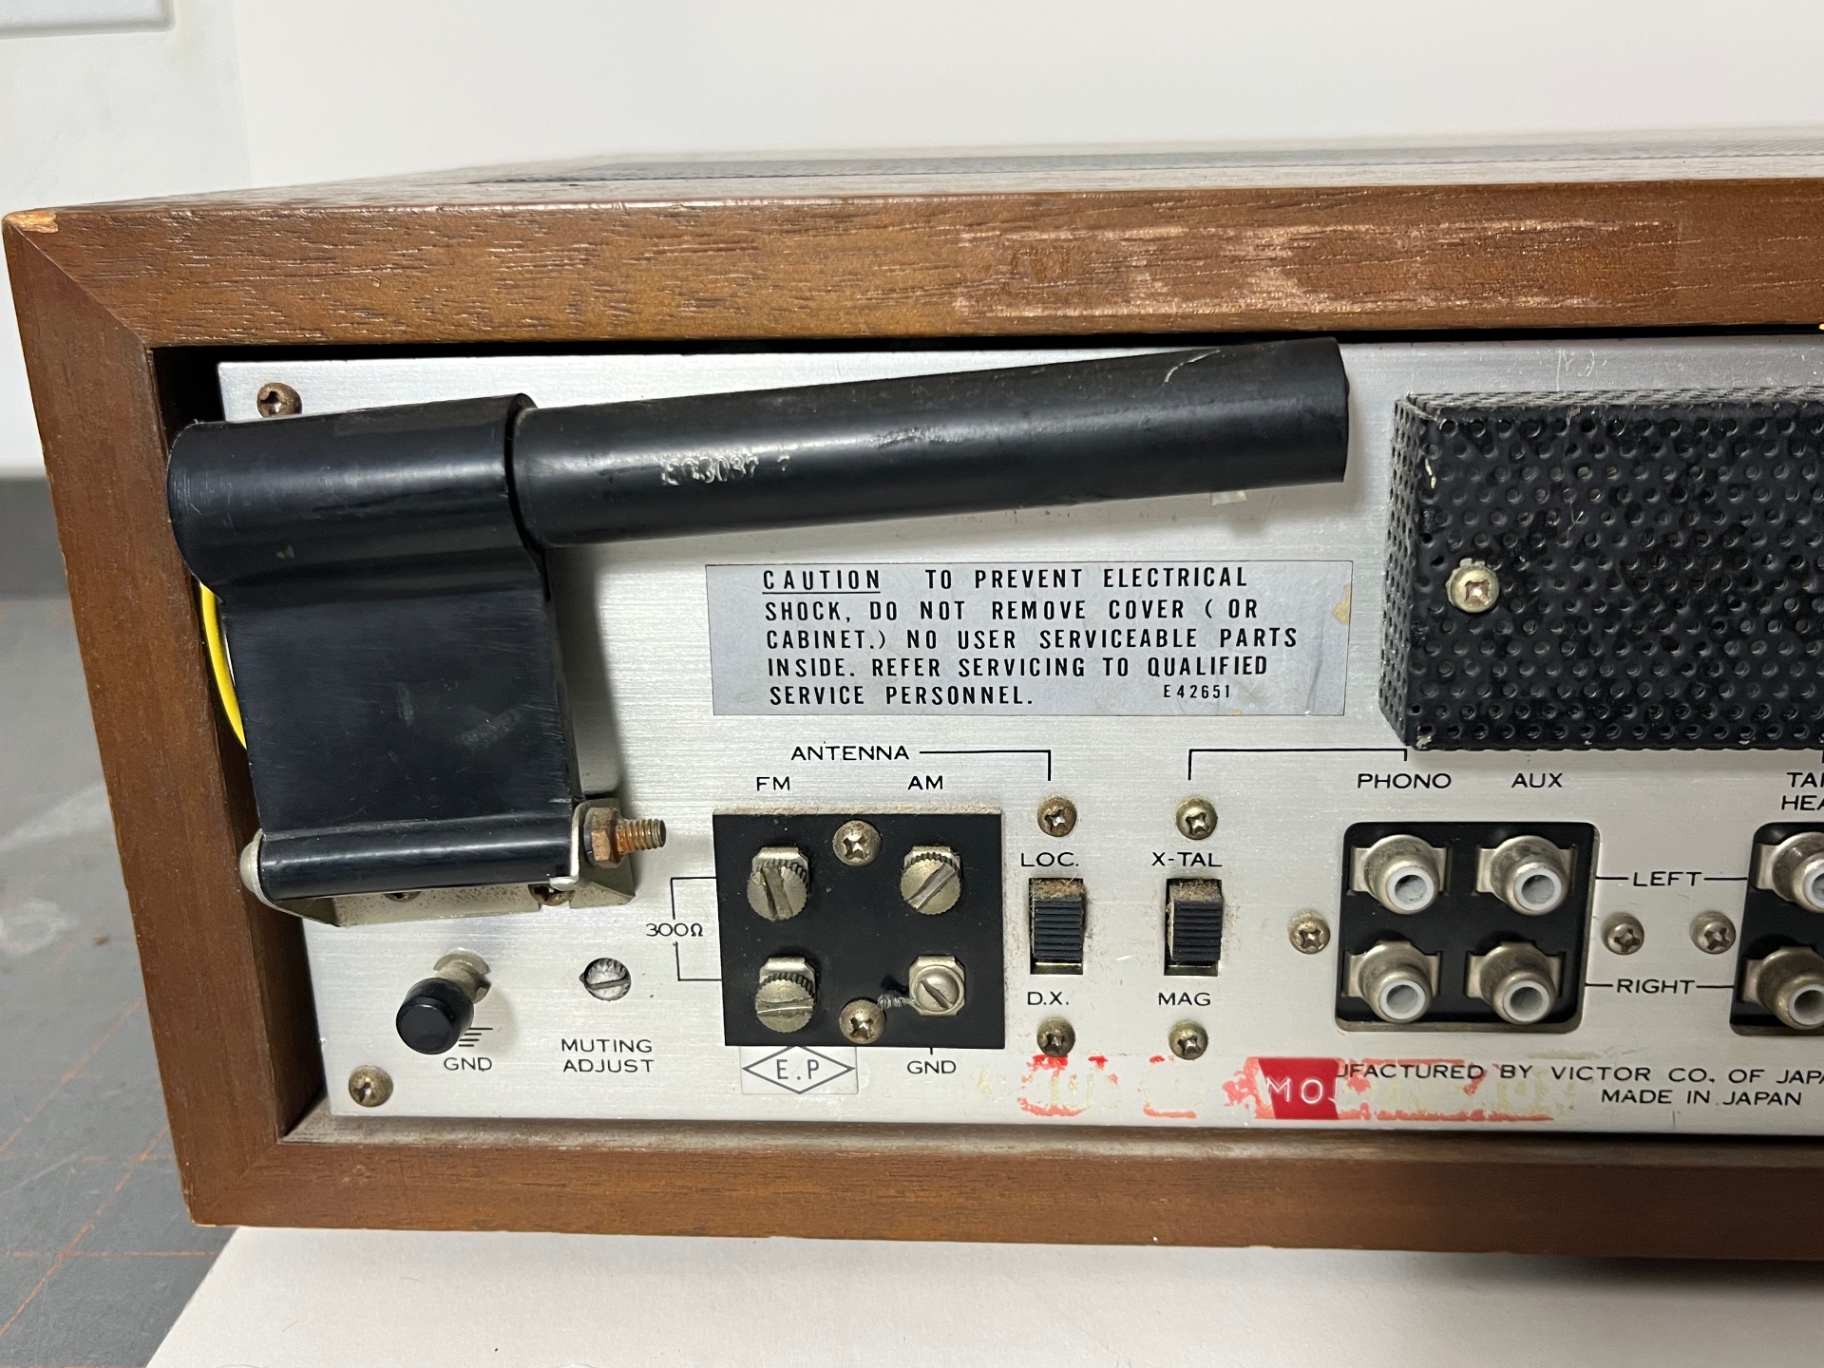 CAUTION TO PREVENT ELECTRICAL
SHOCK, DO NOT REMOVE COVER ( OR
CABINET.) NO USER SERVICEABLE PARTS
INSIDE. REFER SERVICING TO QUALIFIED
SERVICE PERSONNEL. E42651
ANTENNA
FM AM
PHONO AUX
LOC.
X-TAL
LEFT
300Ω
RIGHT
D.X.
MAG
MUTING
ADJUST
GND
E.P
GND
MO
UFACTURED BY VICTOR CO. OF JAPA
MADE IN JAPAN